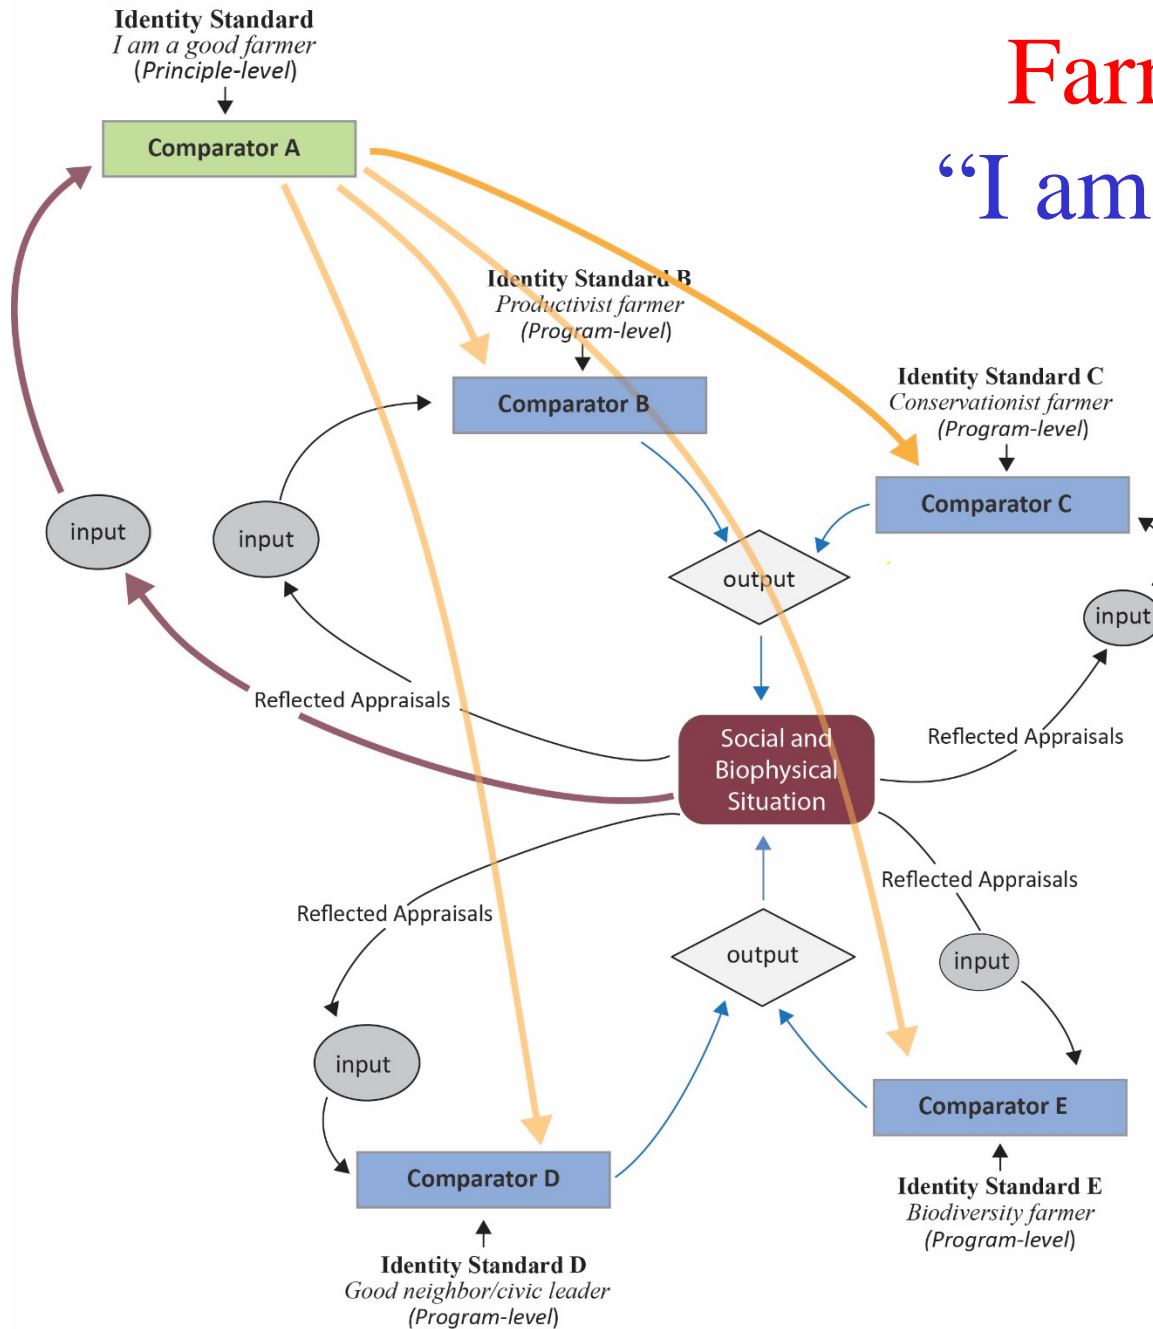 Identity Standard
I am a good farmer
(Principle-level)
Comparator A
“I am
Identity Standard B
Productivist farmer
(Program-level)
Comparator B
Identity Standard C
Conservationist farmer
(Program-level)
Comparator C
input
input
output
input
Reflected Appraisals
Social and
Biophysical
Situation
Reflected Appraisals
Reflected Appraisals
Reflected Appraisals
output
input
input
Comparator E
Identity Standard E
Biodiversity farmer
(Program-level)
Comparator D
Identity Standard D
Good neighbor/civic leader
(Program-level)